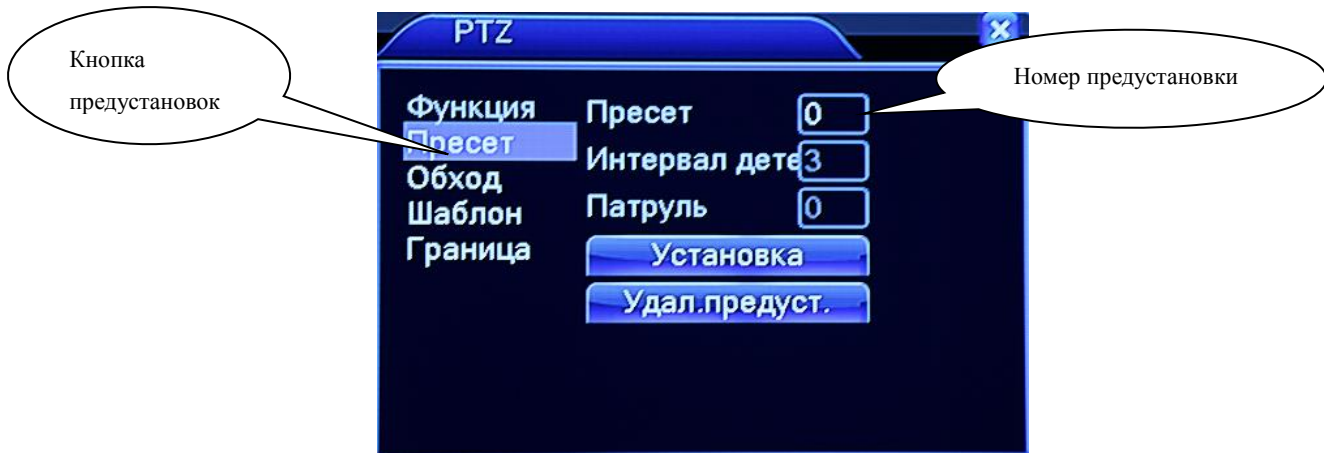 PTZ
Кнопка
предустановок
Номер предустановки
Функция
Пресет
Обход
Шаблон
Граница
Пресет 0
Интервал дете 3
Патруль 0
Установка
Удал.предуст.